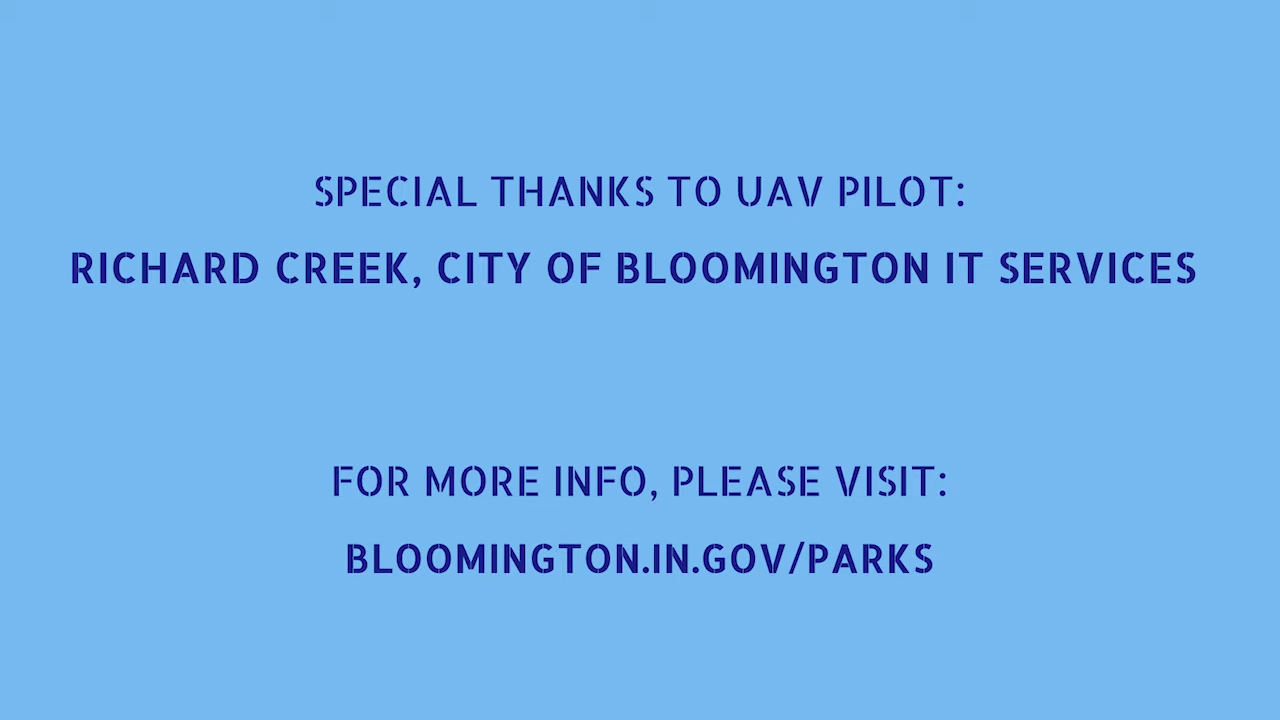 SPECIAL THANKS TO UAV PILOT:
RICHARD CREEK, CITY OF BLOOMINGTON IT SERVICES
FOR MORE INFO, PLEASE VISIT:
BLOOMINGTON.IN.GOV/PARKS